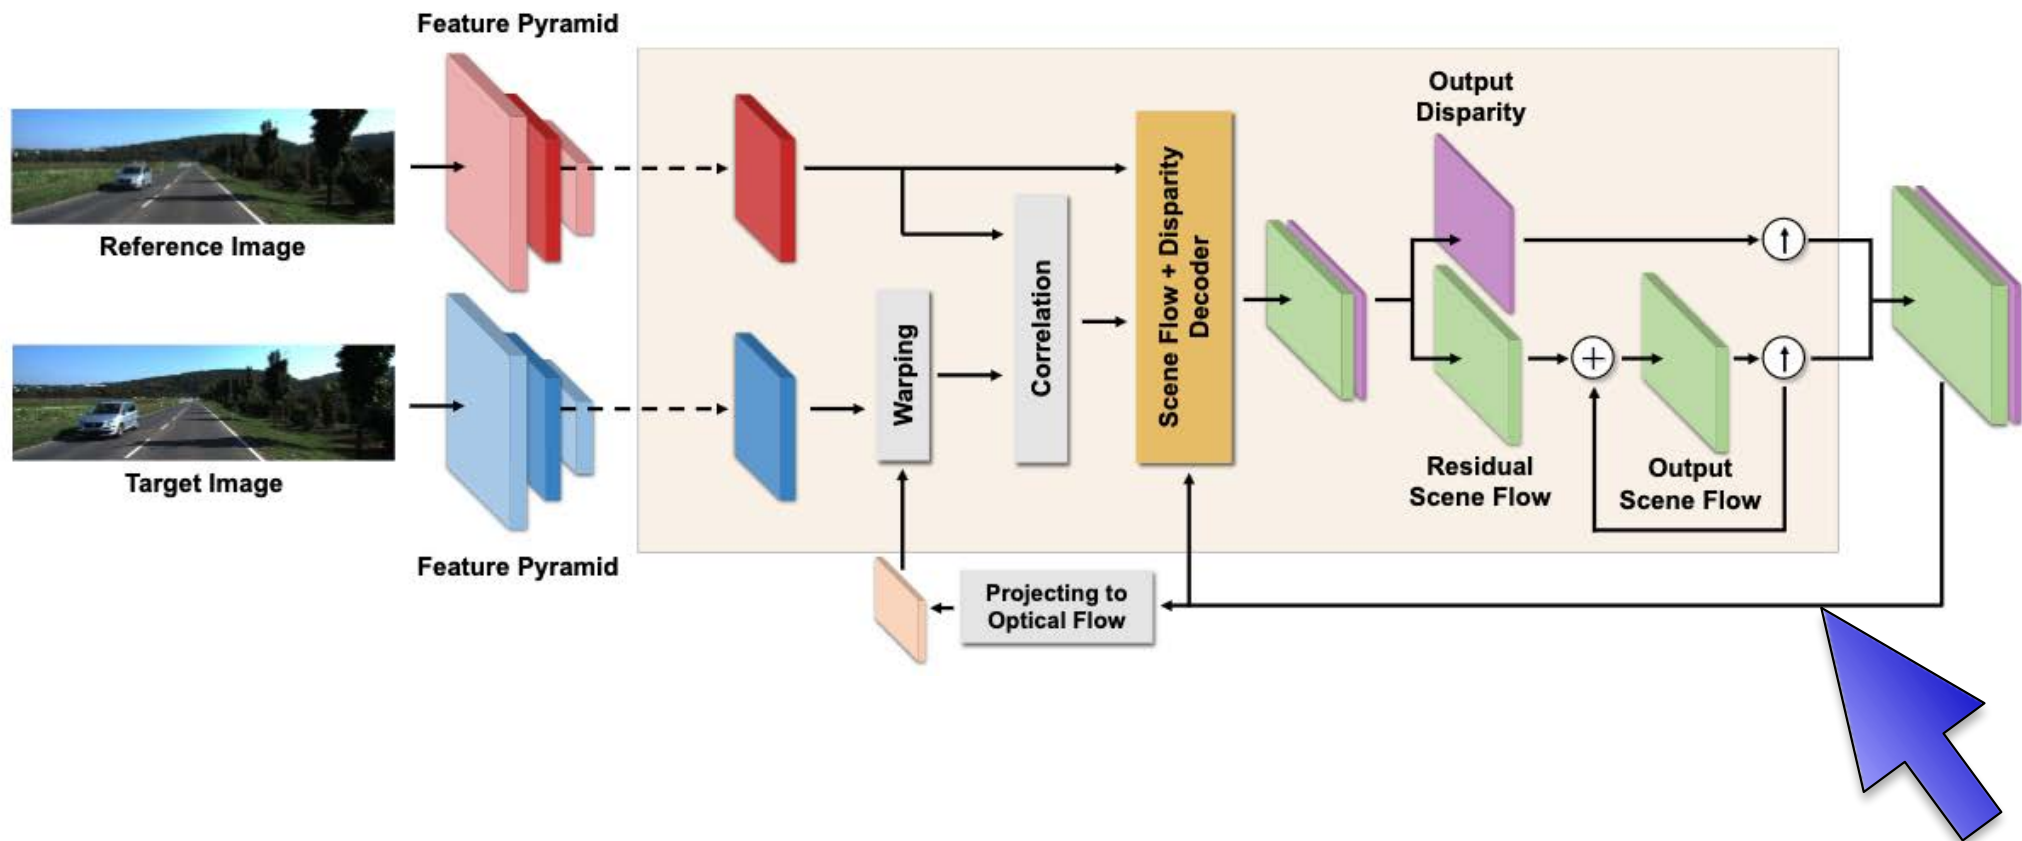 Feature Pyramid
Reference Image
Target Image
Feature Pyramid
Warping
Correlation
Scene Flow + Disparity
Decoder
Output
Disparity
Residual
Scene Flow
+
Output
Scene Flow
Projecting to
Optical Flow